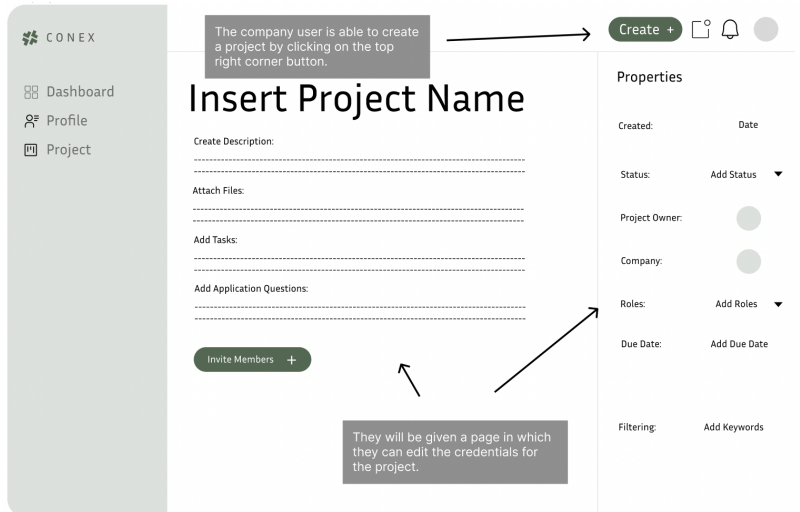 CONEX
Dashboard
Profile
Project
The company user is able to create
a project by clicking on the top
right corner button.
Create +
Insert Project Name
Create Description:
Attach Files:
Add Tasks:
Add Application Questions:
Invite Members +
They will be given a page in which
they can edit the credentials for
the project.
Properties
Created: Date
Status: Add Status
Project Owner:
Company:
Roles: Add Roles
Due Date: Add Due Date
Filtering: Add Keywords